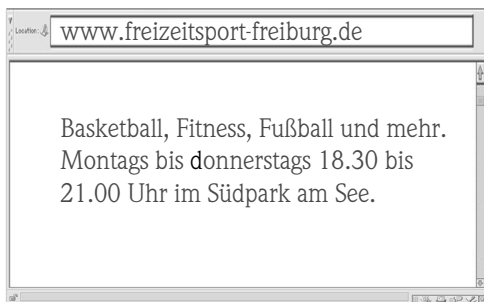 Location:
www.freizeitsport-freiburg.de
Basketball, Fitness, Fußball und mehr.
Montags bis donnerstags 18.30 bis
21.00 Uhr im Südpark am See.